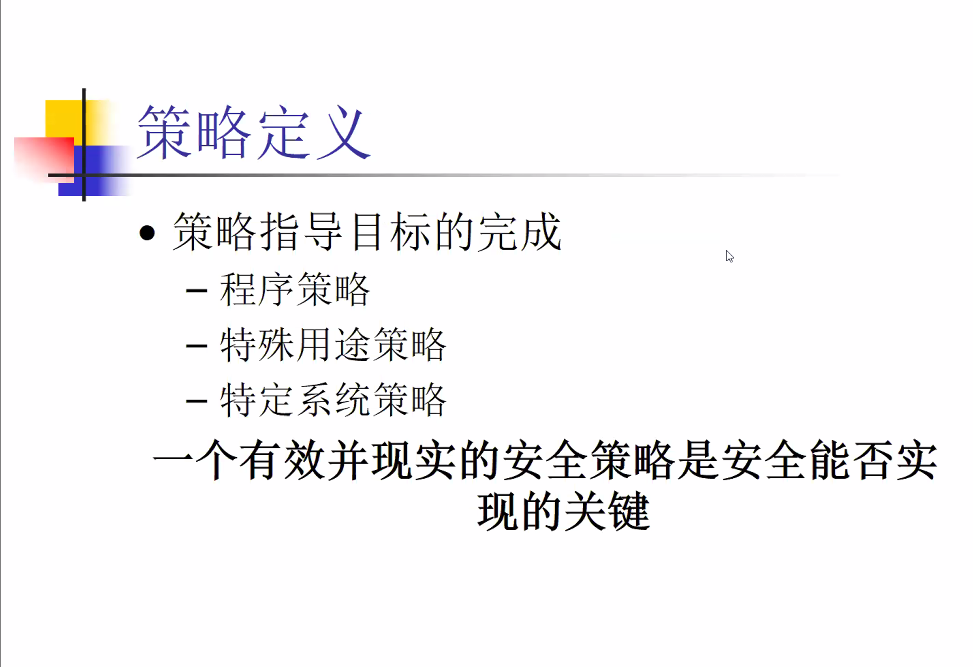 策略定义
• 策略指导目标的完成
– 程序策略
– 特殊用途策略
– 特定系统策略
一个有效并现实的安全策略是安全能否实
现的关键